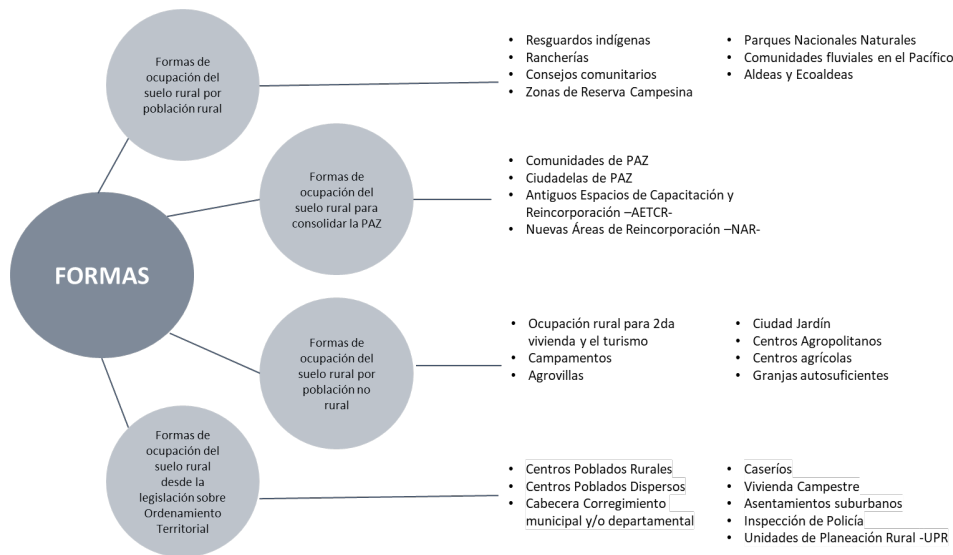 FORMAS
Formas de
ocupación del
suelo rural por
población rural
• Resguardos indígenas
• Rancherías
• Consejos comunitarios
• Zonas de Reserva Campesina
• Parques Nacionales Naturales
• Comunidades fluviales en el Pacífico
• Aldeas y Ecoaldeas
Formas de
ocupación del
suelo rural para
consolidar la PAZ
• Comunidades de PAZ
• Ciudadelas de PAZ
• Antiguos Espacios de Capacitación y
Reincorporación –AETCR-
• Nuevas Áreas de Reincorporación –NAR-
Formas de
ocupación del
suelo rural por
población no
rural
• Ocupación rural para 2da
vivienda y el turismo
• Campamentos
• Agrovillas
• Ciudad Jardín
• Centros Agropolitanos
• Centros agrícolas
• Granjas autosuficientes
Formas de
ocupación del
suelo rural
desde la
legislación sobre
Ordenamiento
Territorial
• Centros Poblados Rurales
• Centros Poblados Dispersos
• Cabecera Corregimiento
municipal y/o departamental
• Caseríos
• Vivienda Campestre
• Asentamientos suburbanos
• Inspección de Policía
• Unidades de Planeación Rural -UPR